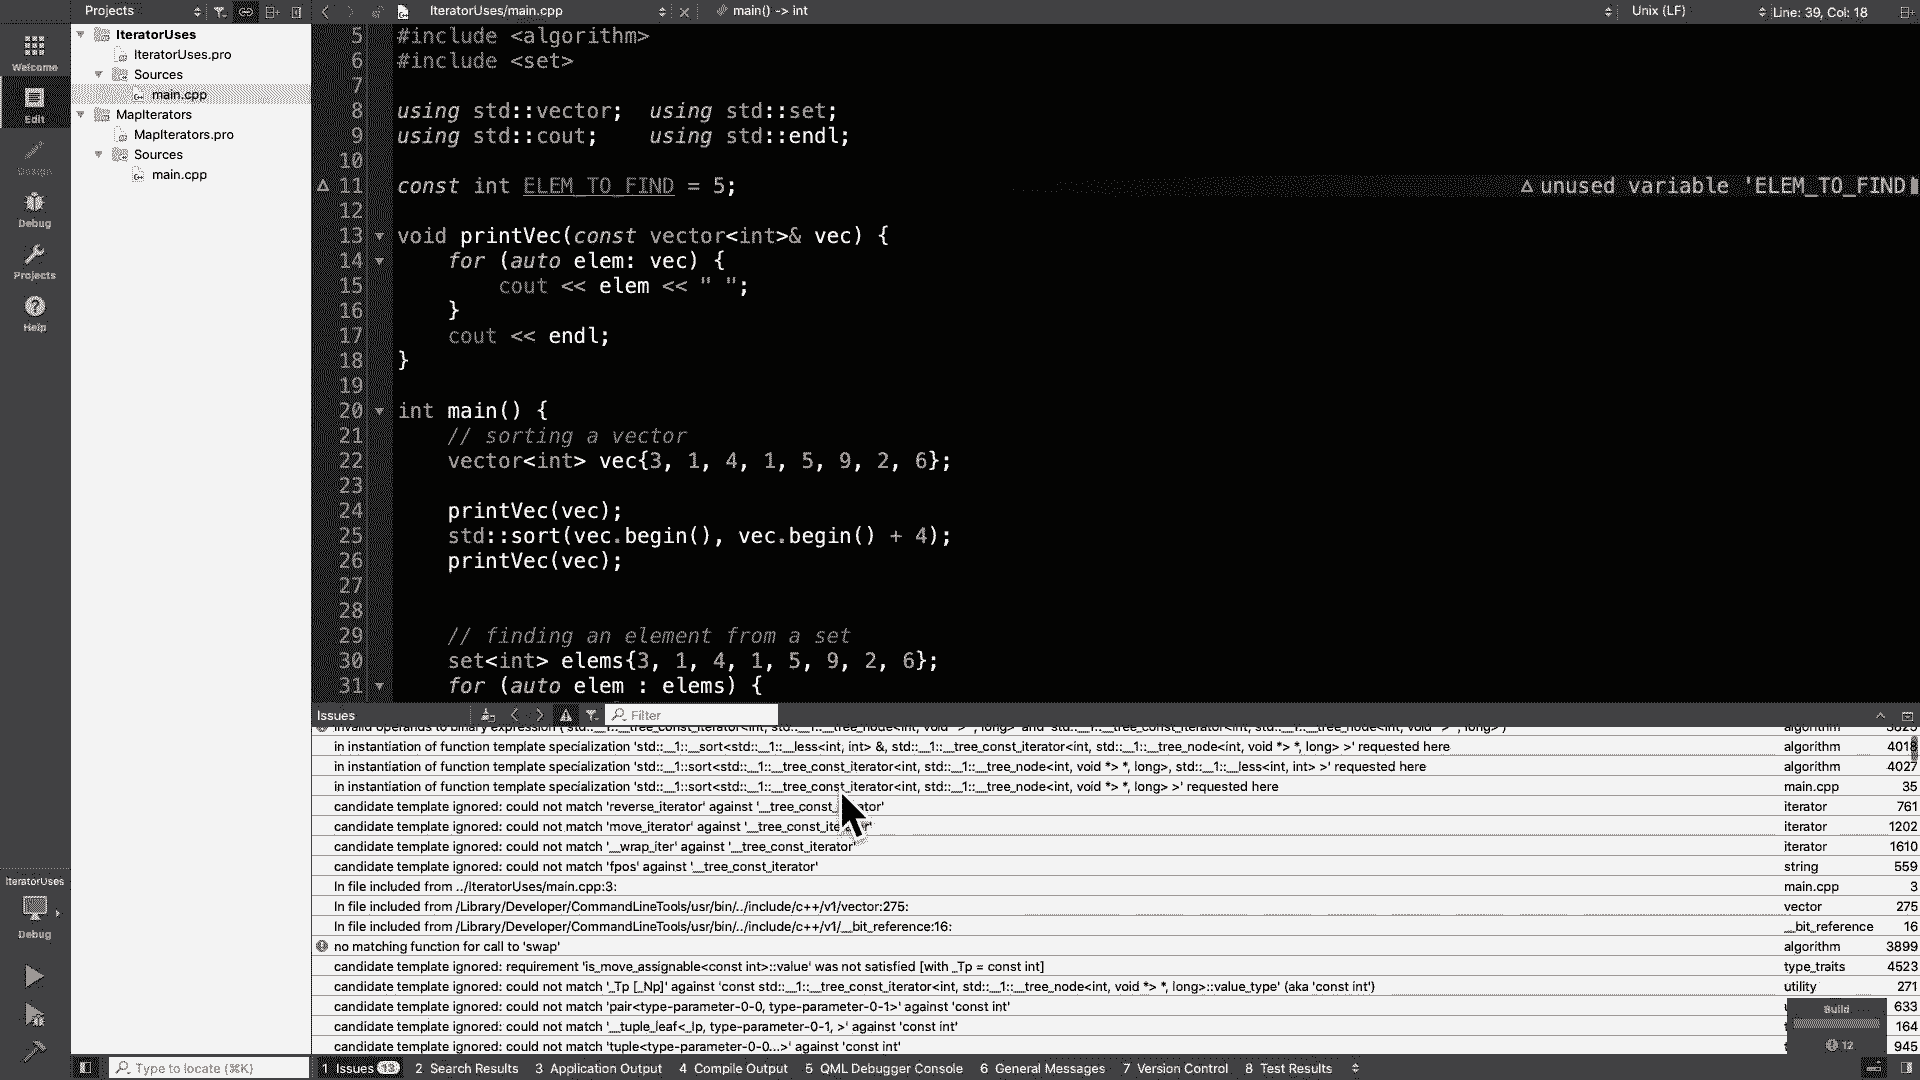 Projects
IteratorUses/main.cpp
main() -> int
Unix (LF)
Line: 39, Col: 18
Welcome
Edit
Design
Debug
Projects
Help
IteratorUses
IteratorUses.pro
Sources
main.cpp
MapIterators
MapIterators.pro
Sources
main.cpp
5 #include <algorithm>
6 #include <set>
7
8 using std::vector;  using std::set;
9 using std::cout;    using std::endl;
10
11 const int ELEM_TO_FIND = 5;
unused variable 'ELEM_TO_FIND'
12
13 void printVec(const vector<int>& vec) {
14     for (auto elem: vec) {
15         cout << elem << " ";
16     }
17     cout << endl;
18 }
19
20 int main() {
21     // sorting a vector
22     vector<int> vec{3, 1, 4, 1, 5, 9, 2, 6};
23
24     printVec(vec);
25     std::sort(vec.begin(), vec.begin() + 4);
26     printVec(vec);
27
28
29     // finding an element from a set
30     set<int> elems{3, 1, 4, 1, 5, 9, 2, 6};
31     for (auto elem : elems) {
Issues
Filter
in instantiation of function template specialization 'std::__1::__sort<std::__1::__less<int, int> &, std::__1::__tree_const_iterator<int, std::__1::__tree_node<int, void *> *, long> >' requested here algorithm 4018
in instantiation of function template specialization 'std::__1::sort<std::__1::__tree_const_iterator<int, std::__1::__tree_node<int, void *> *, long>, std::__1::__less<int, int> >' requested here algorithm 4027
in instantiation of function template specialization 'std::__1::sort<std::__1::__tree_const_iterator<int, std::__1::__tree_node<int, void *> *, long> >' requested here main.cpp 35
candidate template ignored: could not match 'reverse_iterator' against '__tree_const_iterator' iterator 761
candidate template ignored: could not match 'move_iterator' against '__tree_const_iterator' iterator 1202
candidate template ignored: could not match '__wrap_iter' against '__tree_const_iterator' iterator 1610
candidate template ignored: could not match 'fpos' against '__tree_const_iterator' string 559
In file included from ../IteratorUses/main.cpp:3: main.cpp 3
In file included from /Library/Developer/CommandLineTools/usr/bin/../include/c++/v1/vector:275: vector 275
In file included from /Library/Developer/CommandLineTools/usr/bin/../include/c++/v1/__bit_reference:16: __bit_reference 16
no matching function for call to 'swap' algorithm 3899
candidate template ignored: requirement 'is_move_assignable<const int>::value' was not satisfied [with _Tp = const int] type_traits 4523
candidate template ignored: could not match '_Tp [_Np]' against 'const std::__1::__tree_const_iterator<int, std::__1::__tree_node<int, void *> *, long>::value_type' (aka 'const int') utility 271
candidate template ignored: could not match 'pair<type-parameter-0-0, type-parameter-0-1>' against 'const int' 633
candidate template ignored: could not match '__tuple_leaf<_Ip, type-parameter-0-1, >' against 'const int' 164
candidate template ignored: could not match 'tuple<type-parameter-0-0...>' against 'const int' 945
IteratorUses
Debug
Build
12
Type to locate (⌘K)
1 Issues 13
2 Search Results
3 Application Output
4 Compile Output
5 QML Debugger Console
6 General Messages
7 Version Control
8 Test Results